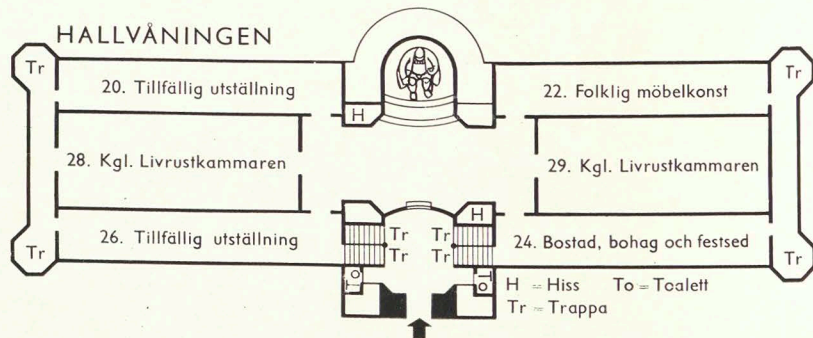 HALLVÅNINGEN
Tr
Tr
20. Tillfällig utställning
22. Folklig möbelkonst
H
28. Kgl. Livrustkammaren
29. Kgl. Livrustkammaren
H
26. Tillfällig utställning
Tr
Tr
24. Bostad, bohag och festsed
Tr
Tr
Tr
Tr
To
To
H = Hiss To = Toalett
Tr = Trappa